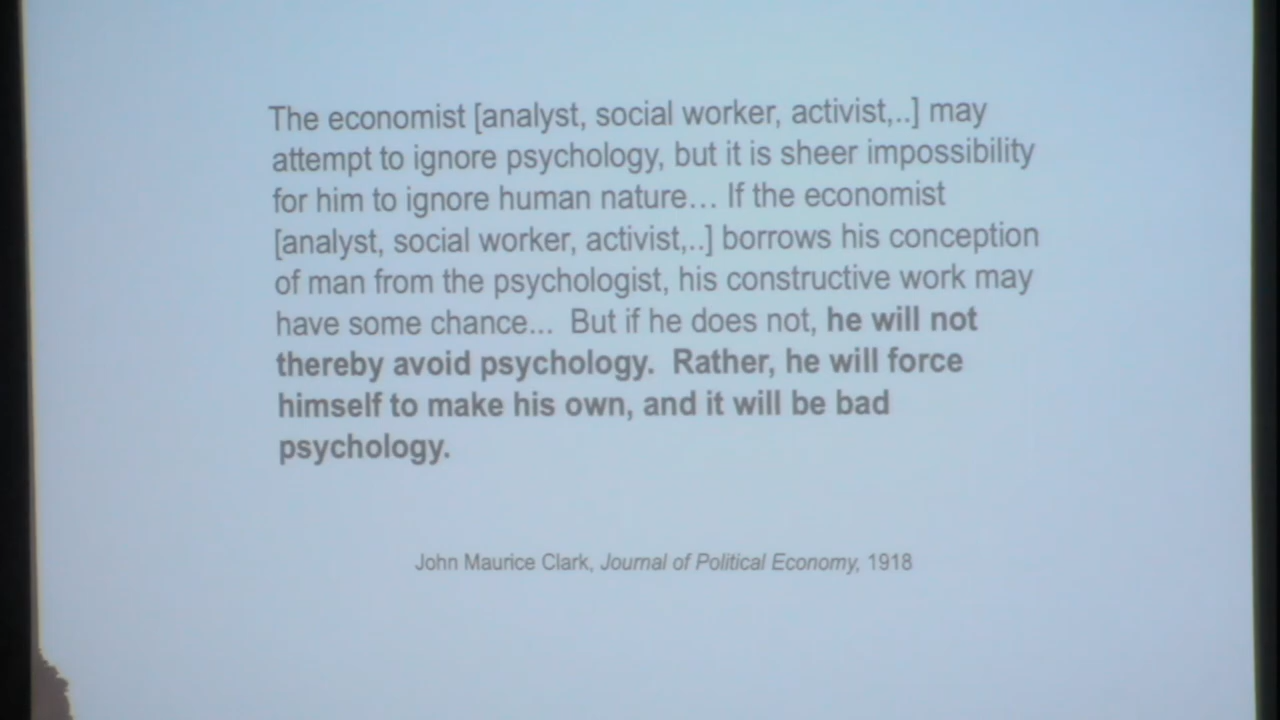 The economist [analyst, social worker, activist,..] may
attempt to ignore psychology, but it is sheer impossibility
for him to ignore human nature… If the economist
[analyst, social worker, activist,..] borrows his conception
of man from the psychologist, his constructive work may
have some chance... But if he does not, he will not
thereby avoid psychology. Rather, he will force
himself to make his own, and it will be bad
psychology.
John Maurice Clark, Journal of Political Economy, 1918